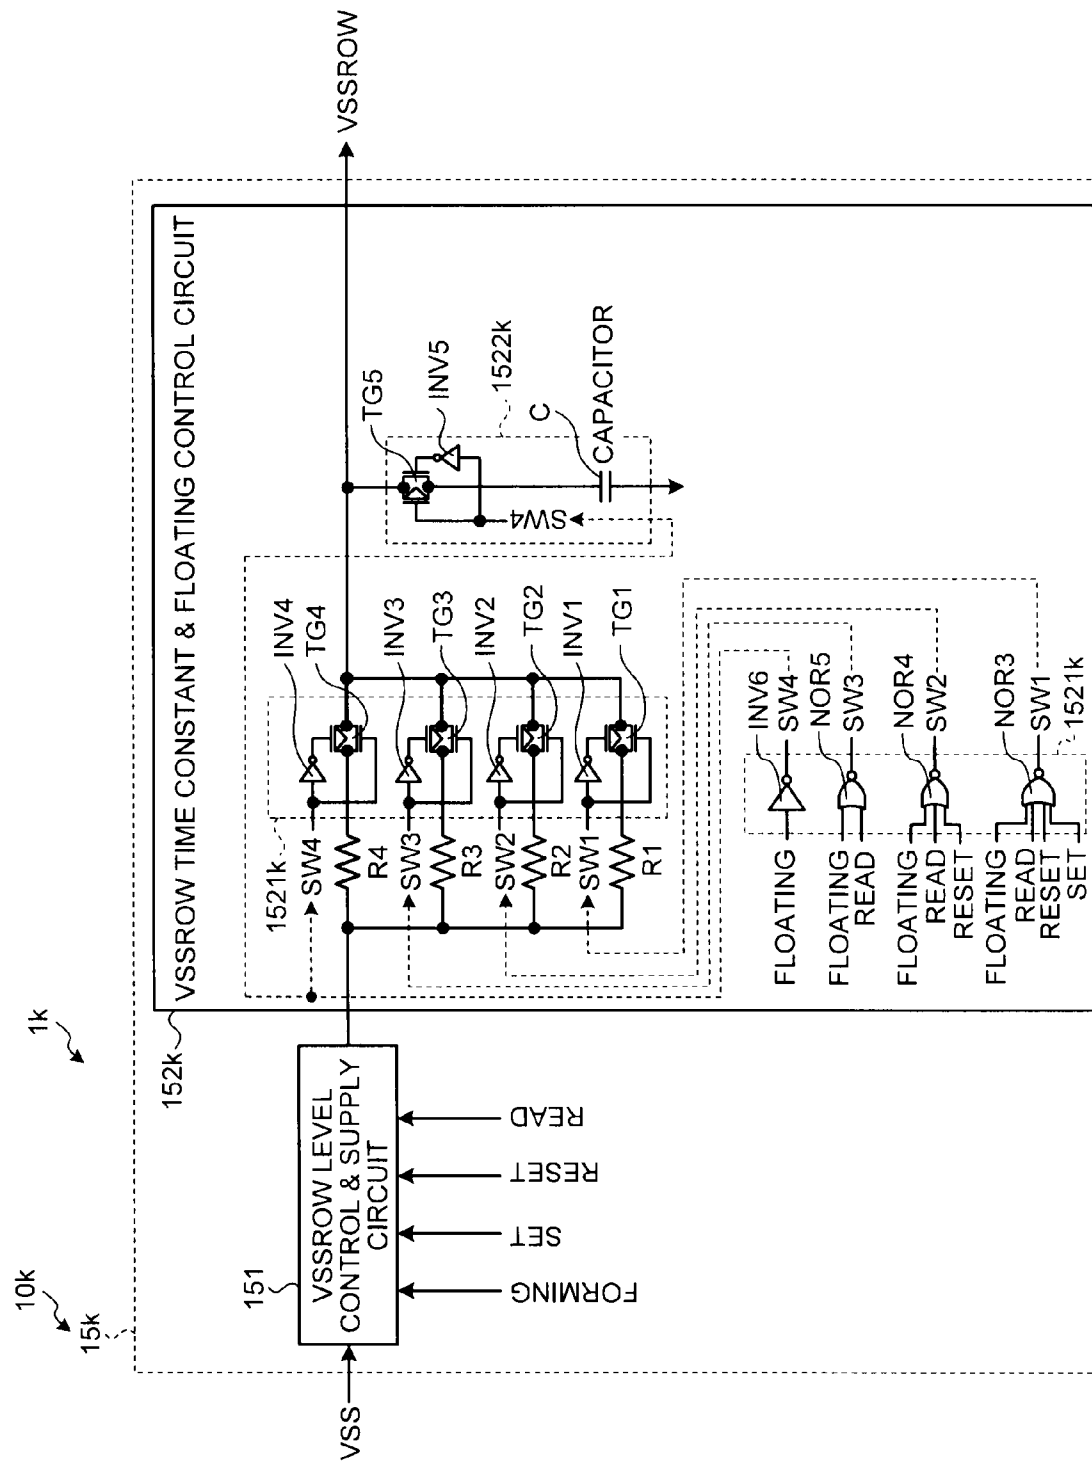 10k
1k
15k
152k
VSSROW TIME CONSTANT & FLOATING CONTROL CIRCUIT
VSS
151
VSSROW LEVEL
CONTROL & SUPPLY
CIRCUIT
FORMING
SET
RESET
READ
VSSROW
1521k
SW4
R4
INV4
TG4
SW3
R3
INV3
TG3
SW2
R2
INV2
TG2
SW1
R1
INV1
TG1
TG5
INV5
1522k
SW4
C
CAPACITOR
FLOATING
INV6
SW4
FLOATING
READ
NOR5
SW3
FLOATING
READ
RESET
NOR4
SW2
FLOATING
READ
RESET
SET
NOR3
SW1
1521k